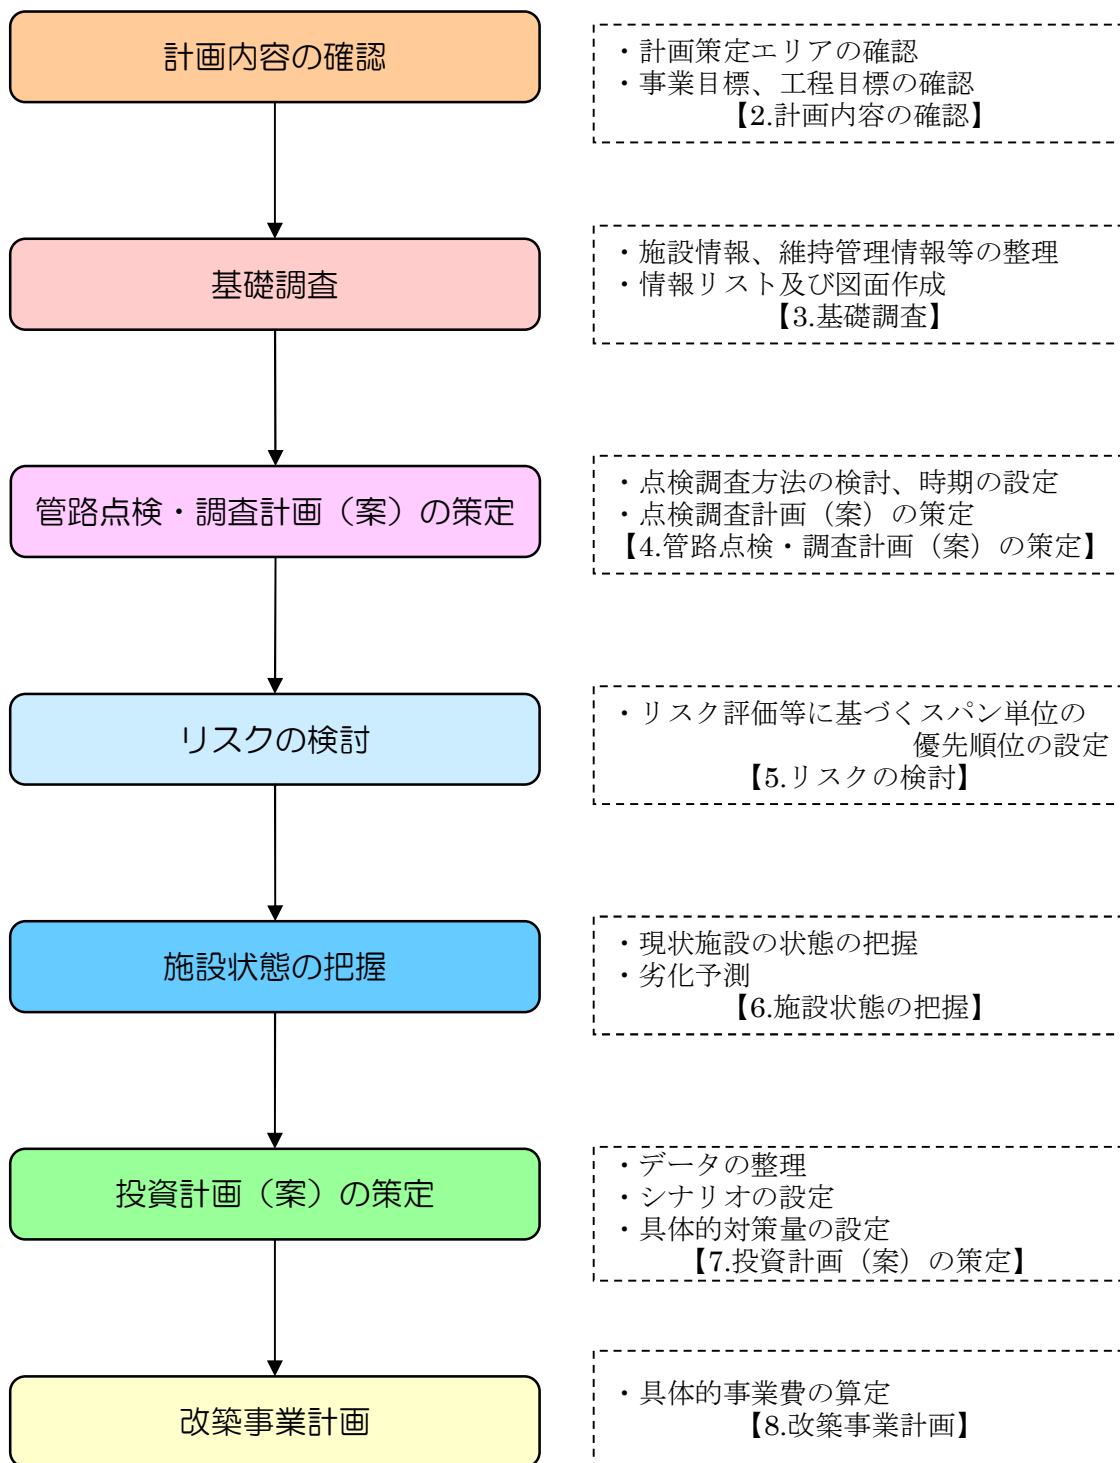 計画内容の確認
・計画策定エリアの確認
・事業目標、工程目標の確認
【2.計画内容の確認】
基礎調査
・施設情報、維持管理情報等の整理
・情報リスト及び図面作成
【3.基礎調査】
管路点検・調査計画（案）の策定
・点検調査方法の検討、時期の設定
・点検調査計画（案）の策定
【4.管路点検・調査計画（案）の策定】
リスクの検討
・リスク評価等に基づくスパン単位の
優先順位の設定
【5.リスクの検討】
施設状態の把握
・現状施設の状態の把握
・劣化予測
【6.施設状態の把握】
投資計画（案）の策定
・データの整理
・シナリオの設定
・具体的対策量の設定
【7.投資計画（案）の策定】
改築事業計画
・具体的事業費の算定
【8.改築事業計画】